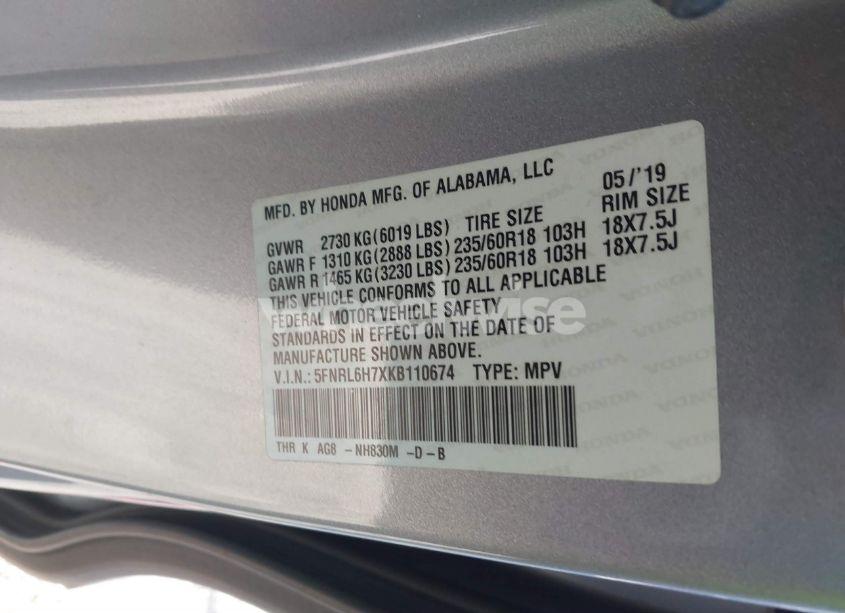 MFD. BY HONDA MFG. OF ALABAMA, LLC 05/'19
GVWR 2730 KG(6019 LBS) TIRE SIZE RIM SIZE
GAWR F 1310 KG(2888 LBS) 235/60R18 103H 18X7.5J
GAWR R 1465 KG(3230 LBS) 235/60R18 103H 18X7.5J
THIS VEHICLE CONFORMS TO ALL APPLICABLE
FEDERAL MOTOR VEHICLE SAFETY
STANDARDS IN EFFECT ON THE DATE OF
MANUFACTURE SHOWN ABOVE.
V.I.N.: 5FNRL6H7XKB110674 TYPE: MPV
THR K AG8 -NH830M -D-B